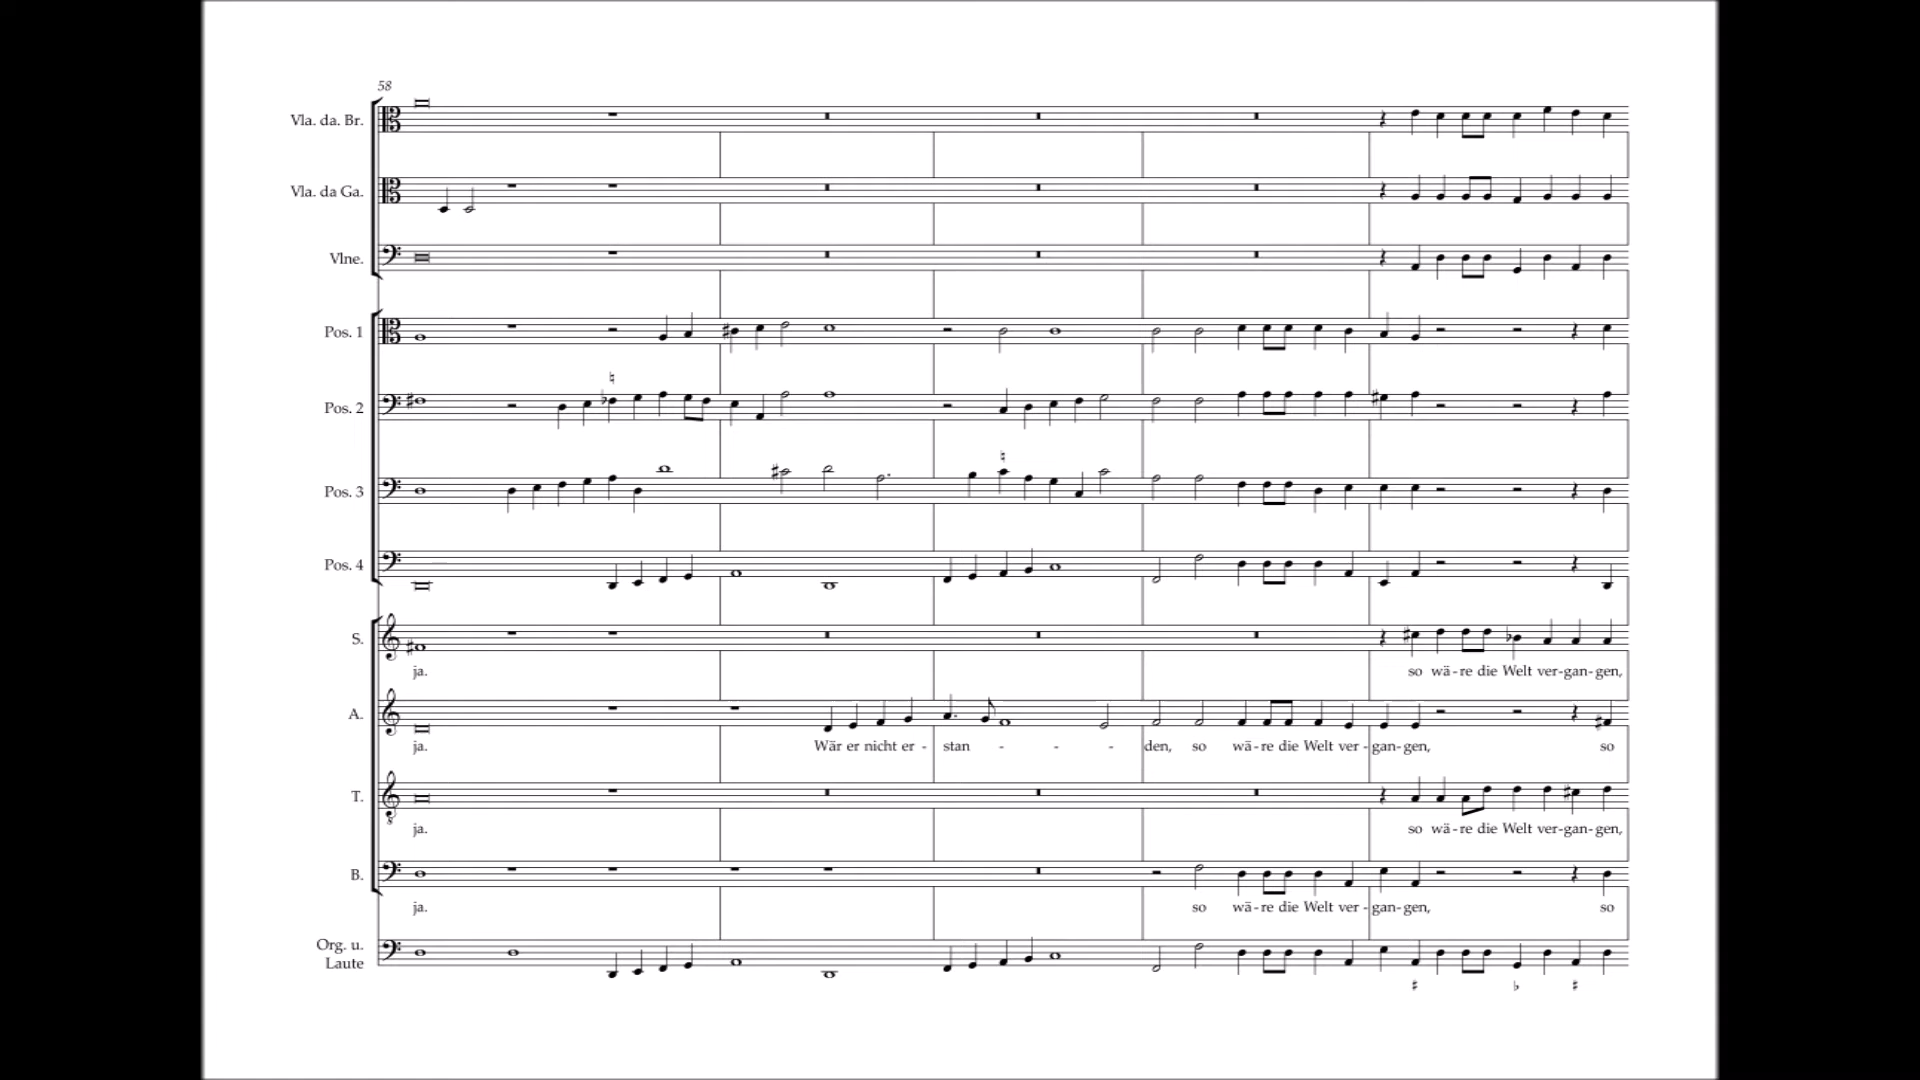 58
Vla. da. Br.
Vla. da Ga.
Vlne.
Pos. 1
Pos. 2
Pos. 3
Pos. 4
S.
ja. so wä-re die Welt ver-gan-gen,
A.
ja. Wär er nicht er - stan - - - den, so wä-re die Welt ver-gan-gen, so
T.
8
ja. so wä-re die Welt ver-gan-gen,
B.
ja. so wä-re die Welt ver-gan-gen, so
Org. u.
Laute